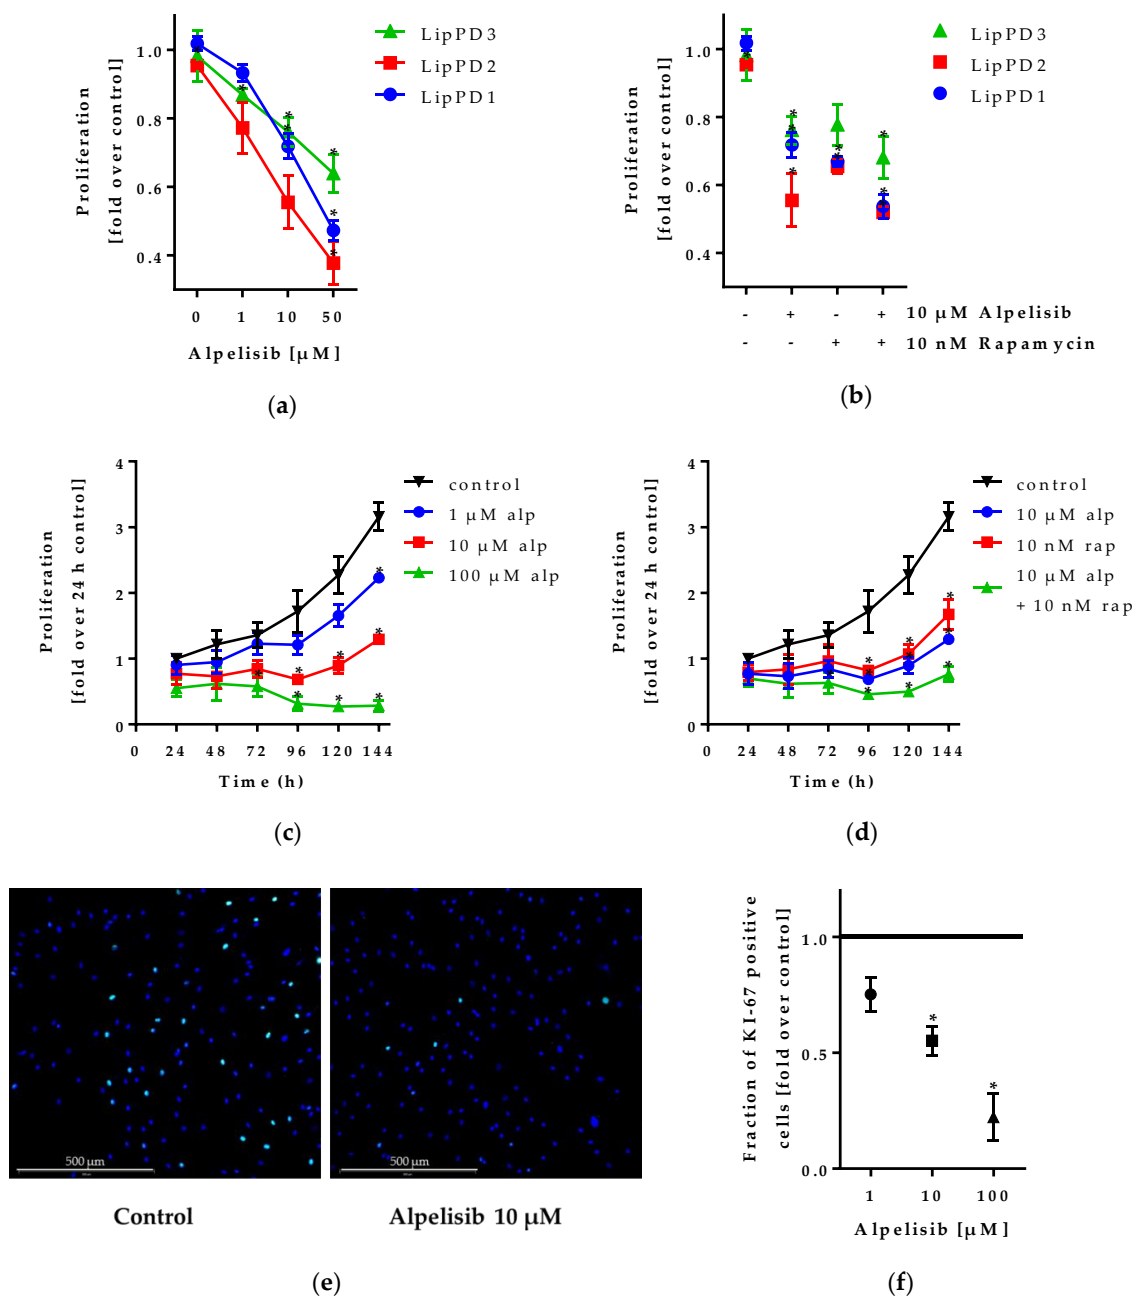 1.0
0.8
0.6
0.4
Proliferation
[fold over control]
LipPD3
LipPD2
LipPD1
* * * * * *
0 1 10 50
Alpelisib [µM]
(a)
1.0
0.8
0.6
0.4
Proliferation
[fold over control]
LipPD3
LipPD2
LipPD1
* * * * * * *
- + - + 10 µM Alpelisib
- - + + 10 nM Rapamycin
(b)
4
3
2
1
0
Proliferation
[fold over 24 h control]
control
1 µM alp
10 µM alp
100 µM alp
* * * * * * * *
0 24 48 72 96 120 144
Time (h)
(c)
4
3
2
1
0
Proliferation
[fold over 24 h control]
control
10 µM alp
10 nM rap
10 µM alp
+ 10 nM rap
* * * * * * * *
0 24 48 72 96 120 144
Time (h)
(d)
500 µm
500 µm
Control
Alpelisib 10 µM
(e)
1.0
0.5
0.0
Fraction of KI-67 positive
cells [fold over control]
* *
1 10 100
Alpelisib [µM]
(f)